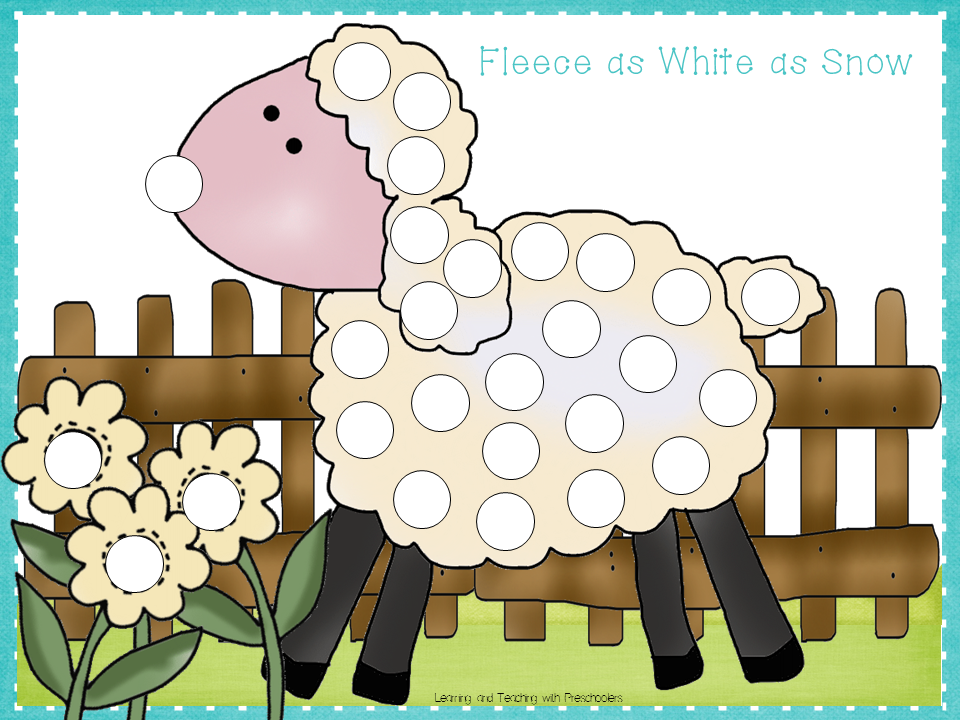 Fleece as White as Snow
Learning and Teaching with Preschoolers